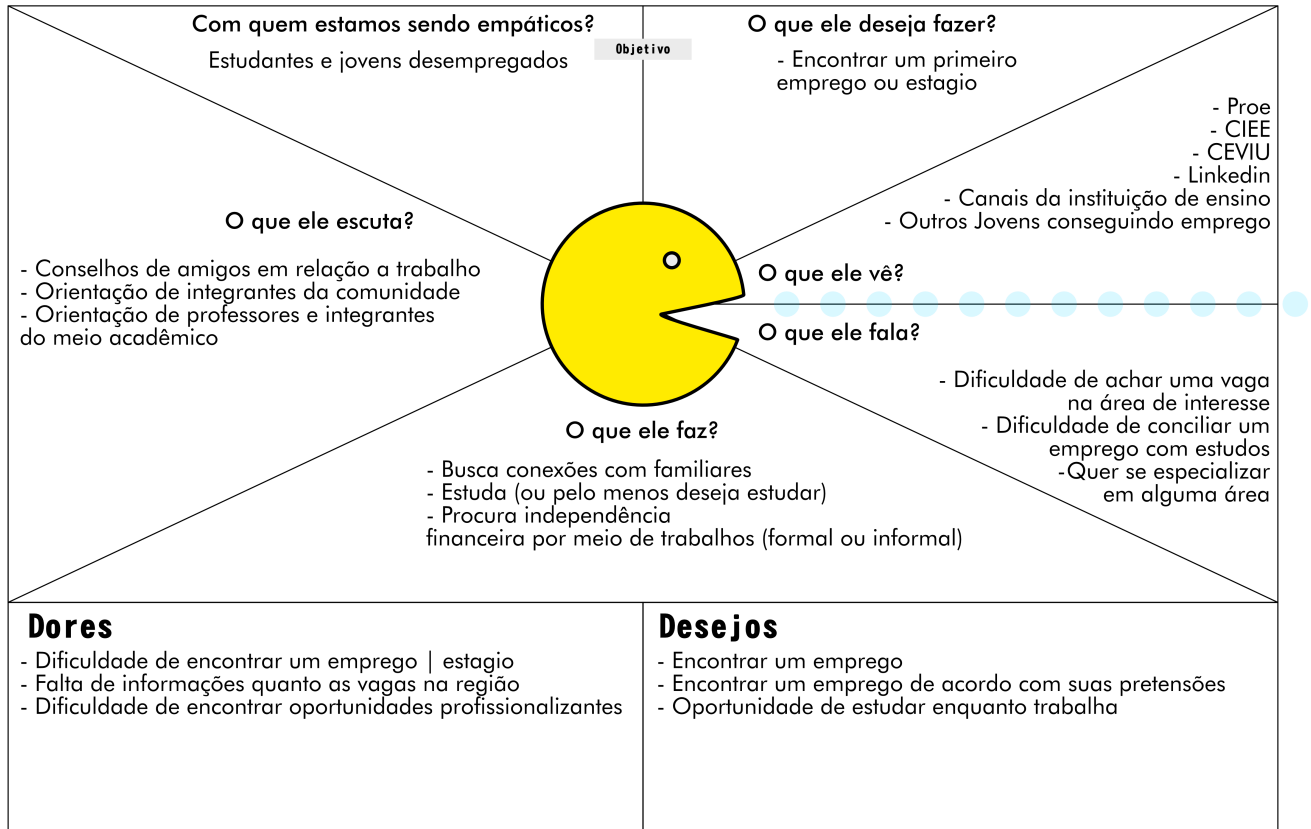 Com quem estamos sendo empáticos?
Estudantes e jovens desempregados
Objetivo
O que ele deseja fazer?
- Encontrar um primeiro
emprego ou estagio
- Proe
- CIEE
- CEVIU
- Linkedin
- Canais da instituição de ensino
- Outros Jovens conseguindo emprego
O que ele vê?
O que ele escuta?
- Conselhos de amigos em relação a trabalho
- Orientação de integrantes da comunidade
- Orientação de professores e integrantes
do meio acadêmico
O que ele fala?
- Dificuldade de achar uma vaga
na área de interesse
- Dificuldade de conciliar um
emprego com estudos
-Quer se especializar
em alguma área
O que ele faz?
- Busca conexões com familiares
- Estuda (ou pelo menos deseja estudar)
- Procura independência
financeira por meio de trabalhos (formal ou informal)
Dores
- Dificuldade de encontrar um emprego | estagio
- Falta de informações quanto as vagas na região
- Dificuldade de encontrar oportunidades profissionalizantes
Desejos
- Encontrar um emprego
- Encontrar um emprego de acordo com suas pretensões
- Oportunidade de estudar enquanto trabalha